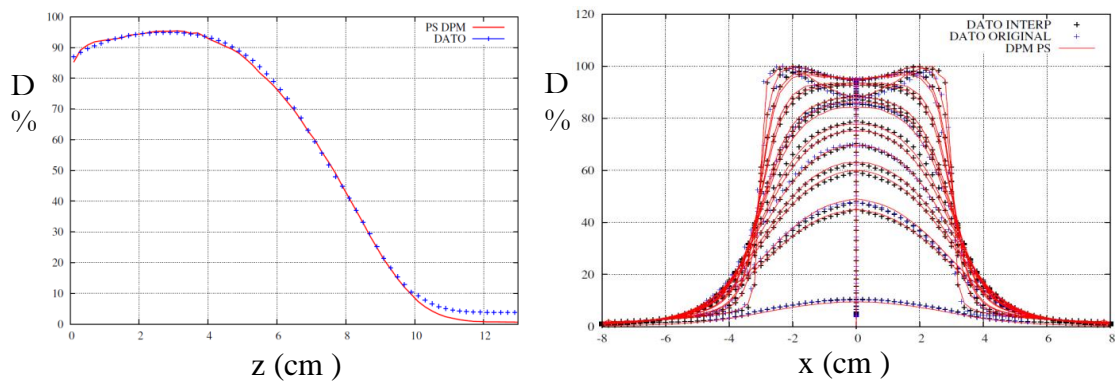 PS DPM
DATO
D
%
100
90
80
70
60
50
40
30
20
10
0
0 2 4 6 8 10 12
z (cm )
DATO INTERP
DATO ORIGINAL
DPM PS
D
%
120
100
80
60
40
20
0
-8 -6 -4 -2 0 2 4 6 8
x (cm )